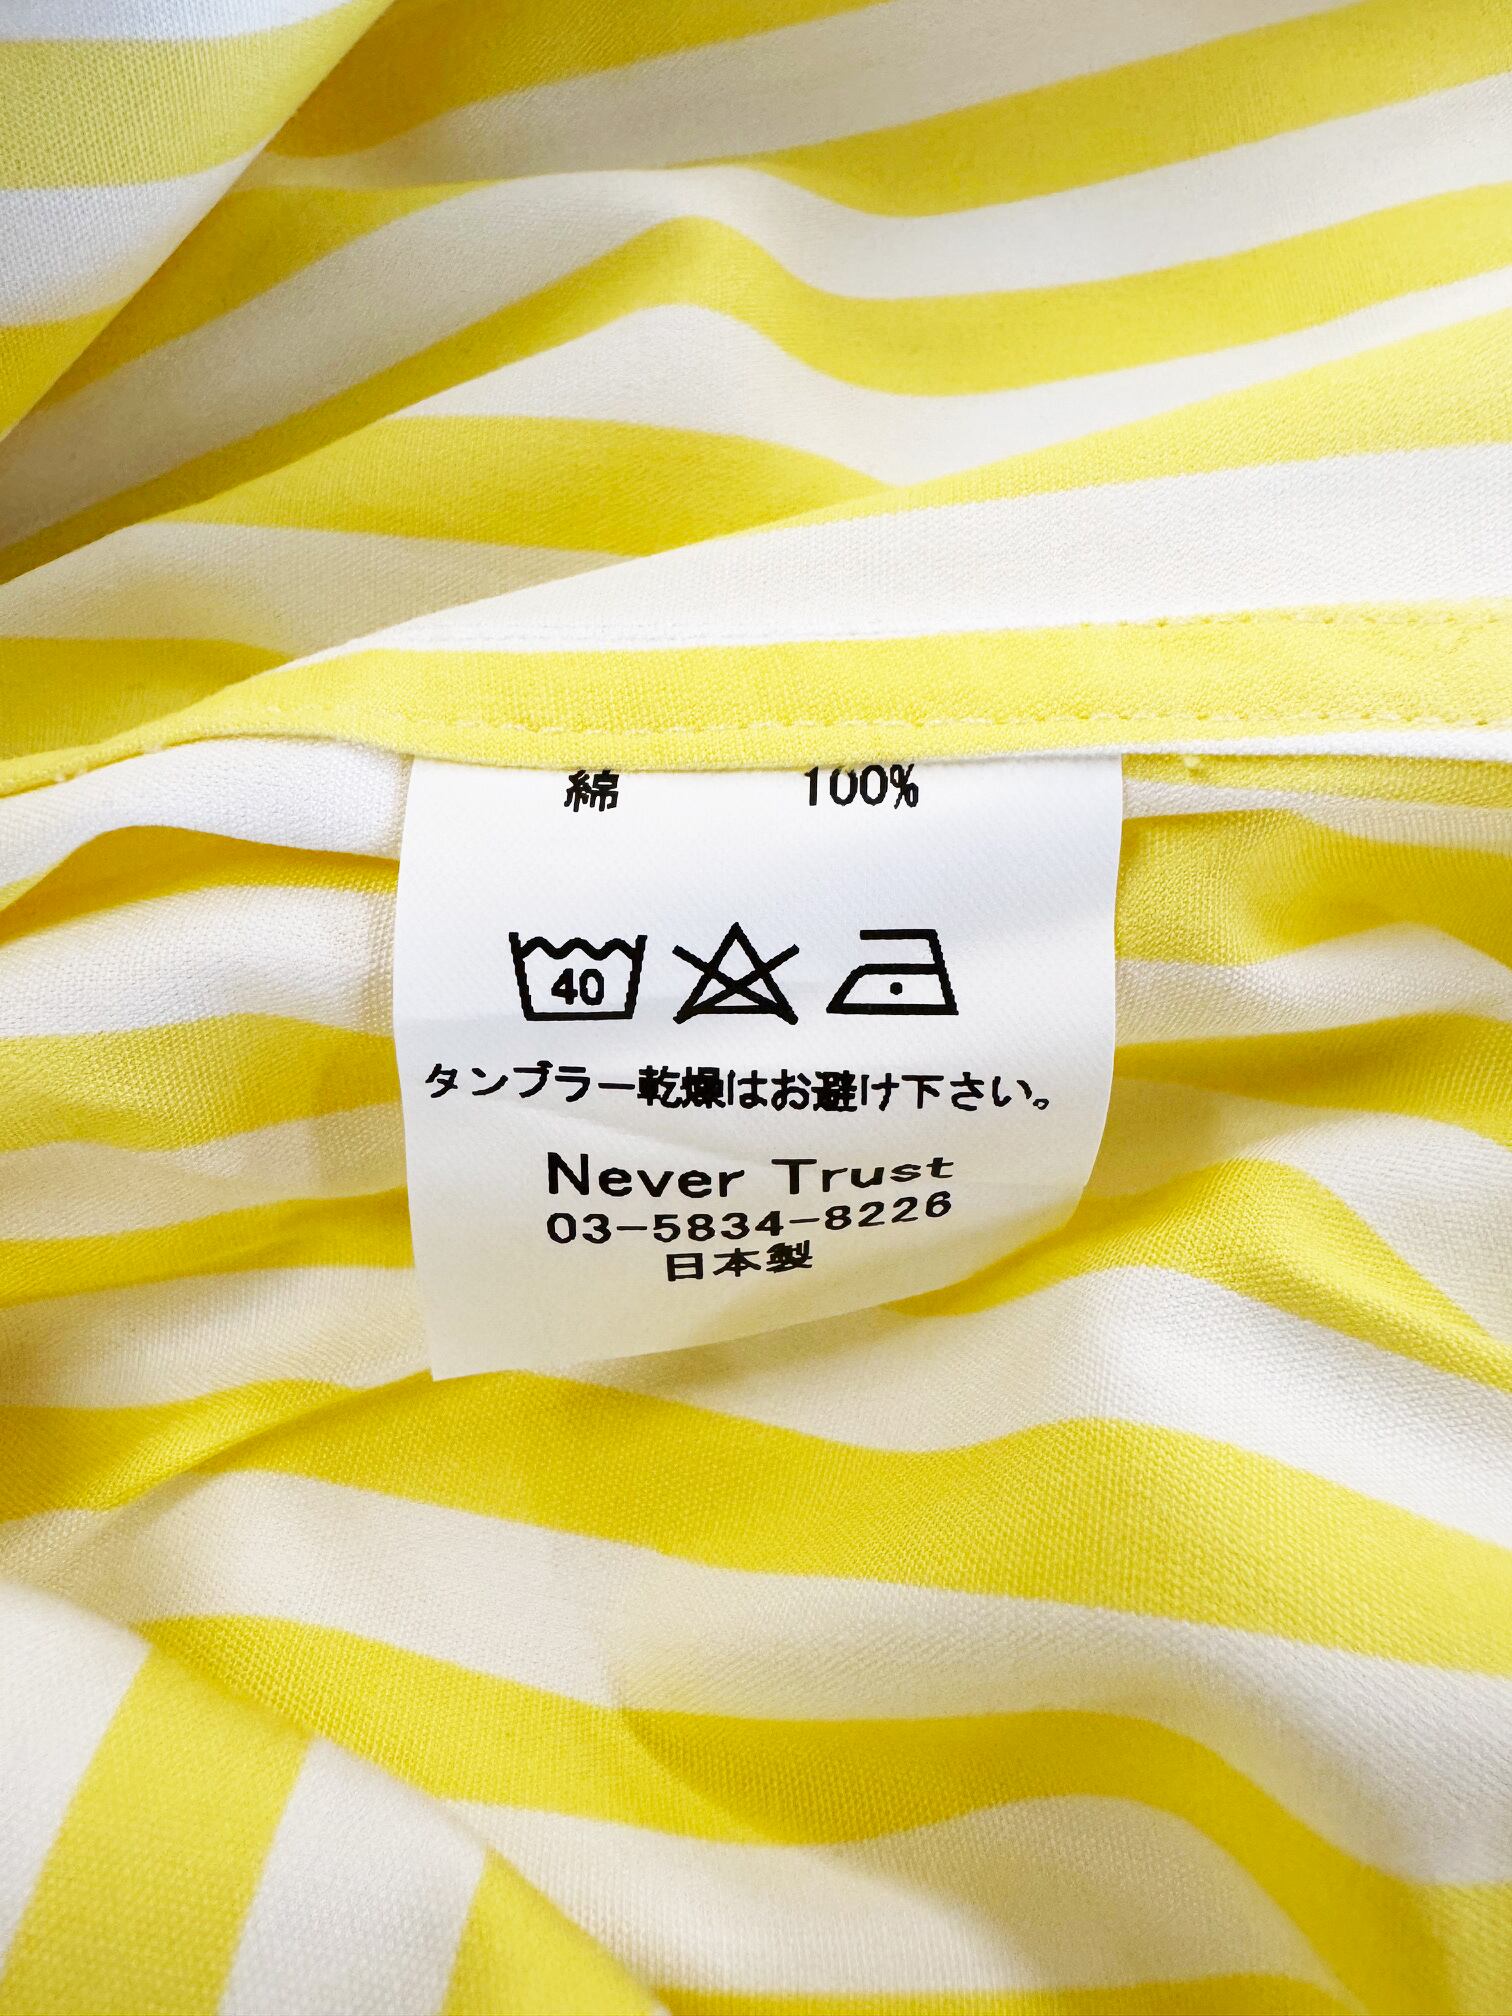 綿 100%
40
タンブラー乾燥はお避け下さい。
Never Trust
03-5834-8226
日本製